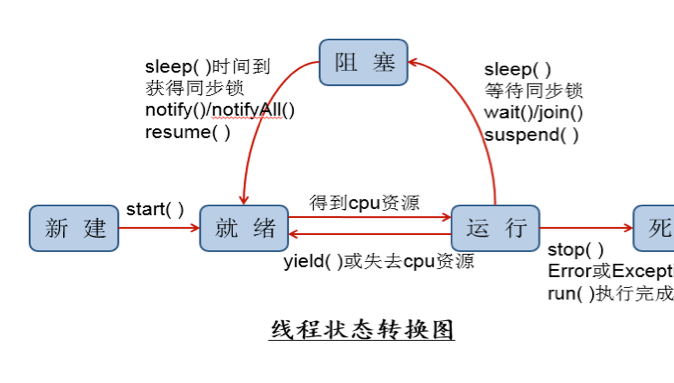 阻 塞
sleep( )时间到
获得同步锁
notify()/notifyAll()
resume( )
sleep( )
等待同步锁
wait()/join()
suspend( )
新 建
start( )
就 绪
得到cpu资源
运 行
死
yield( )或失去cpu资源
stop( )
Error或Excepti
run( )执行完成
线程状态转换图